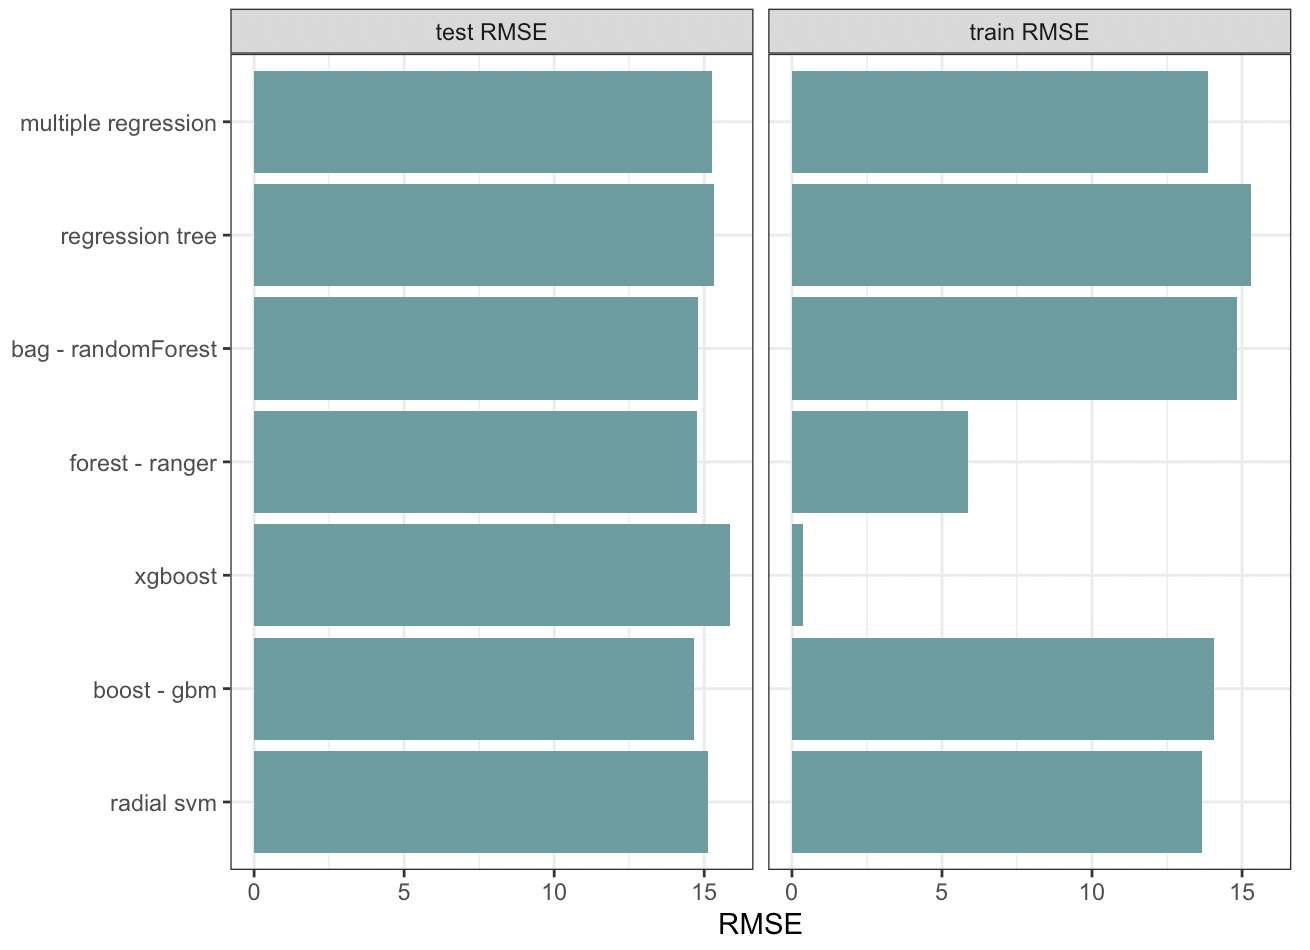 test RMSE
train RMSE
multiple regression
regression tree
bag - randomForest
forest - ranger
xgboost
boost - gbm
radial svm
0 5 10 15
0 5 10 15
RMSE